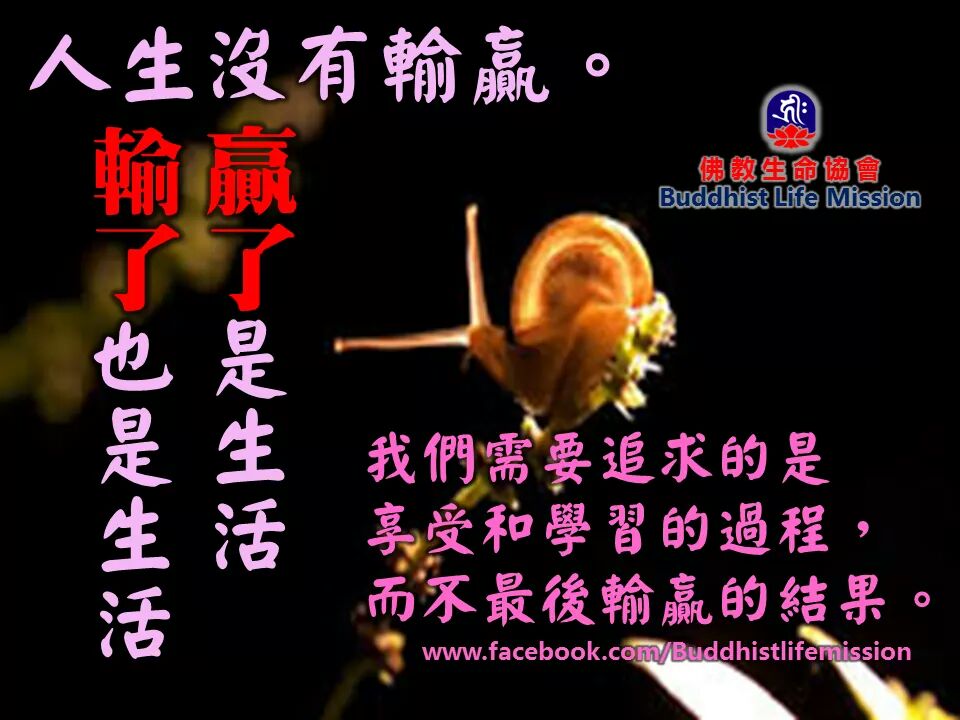 人生沒有輸贏。
贏了是生活
輸了也是生活
佛教生命協會
Buddhist Life Mission
我們需要追求的是
享受和學習的過程，
而不最後輸贏的結果。
www.facebook.com/Buddhistlifemission